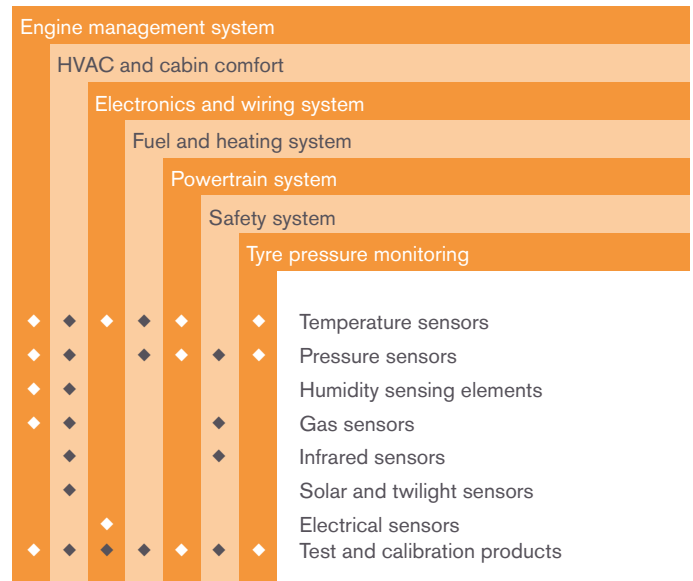 Engine management system
HVAC and cabin comfort
Electronics and wiring system
Fuel and heating system
Powertrain system
Safety system
Tyre pressure monitoring
Temperature sensors
Pressure sensors
Humidity sensing elements
Gas sensors
Infrared sensors
Solar and twilight sensors
Electrical sensors
Test and calibration products